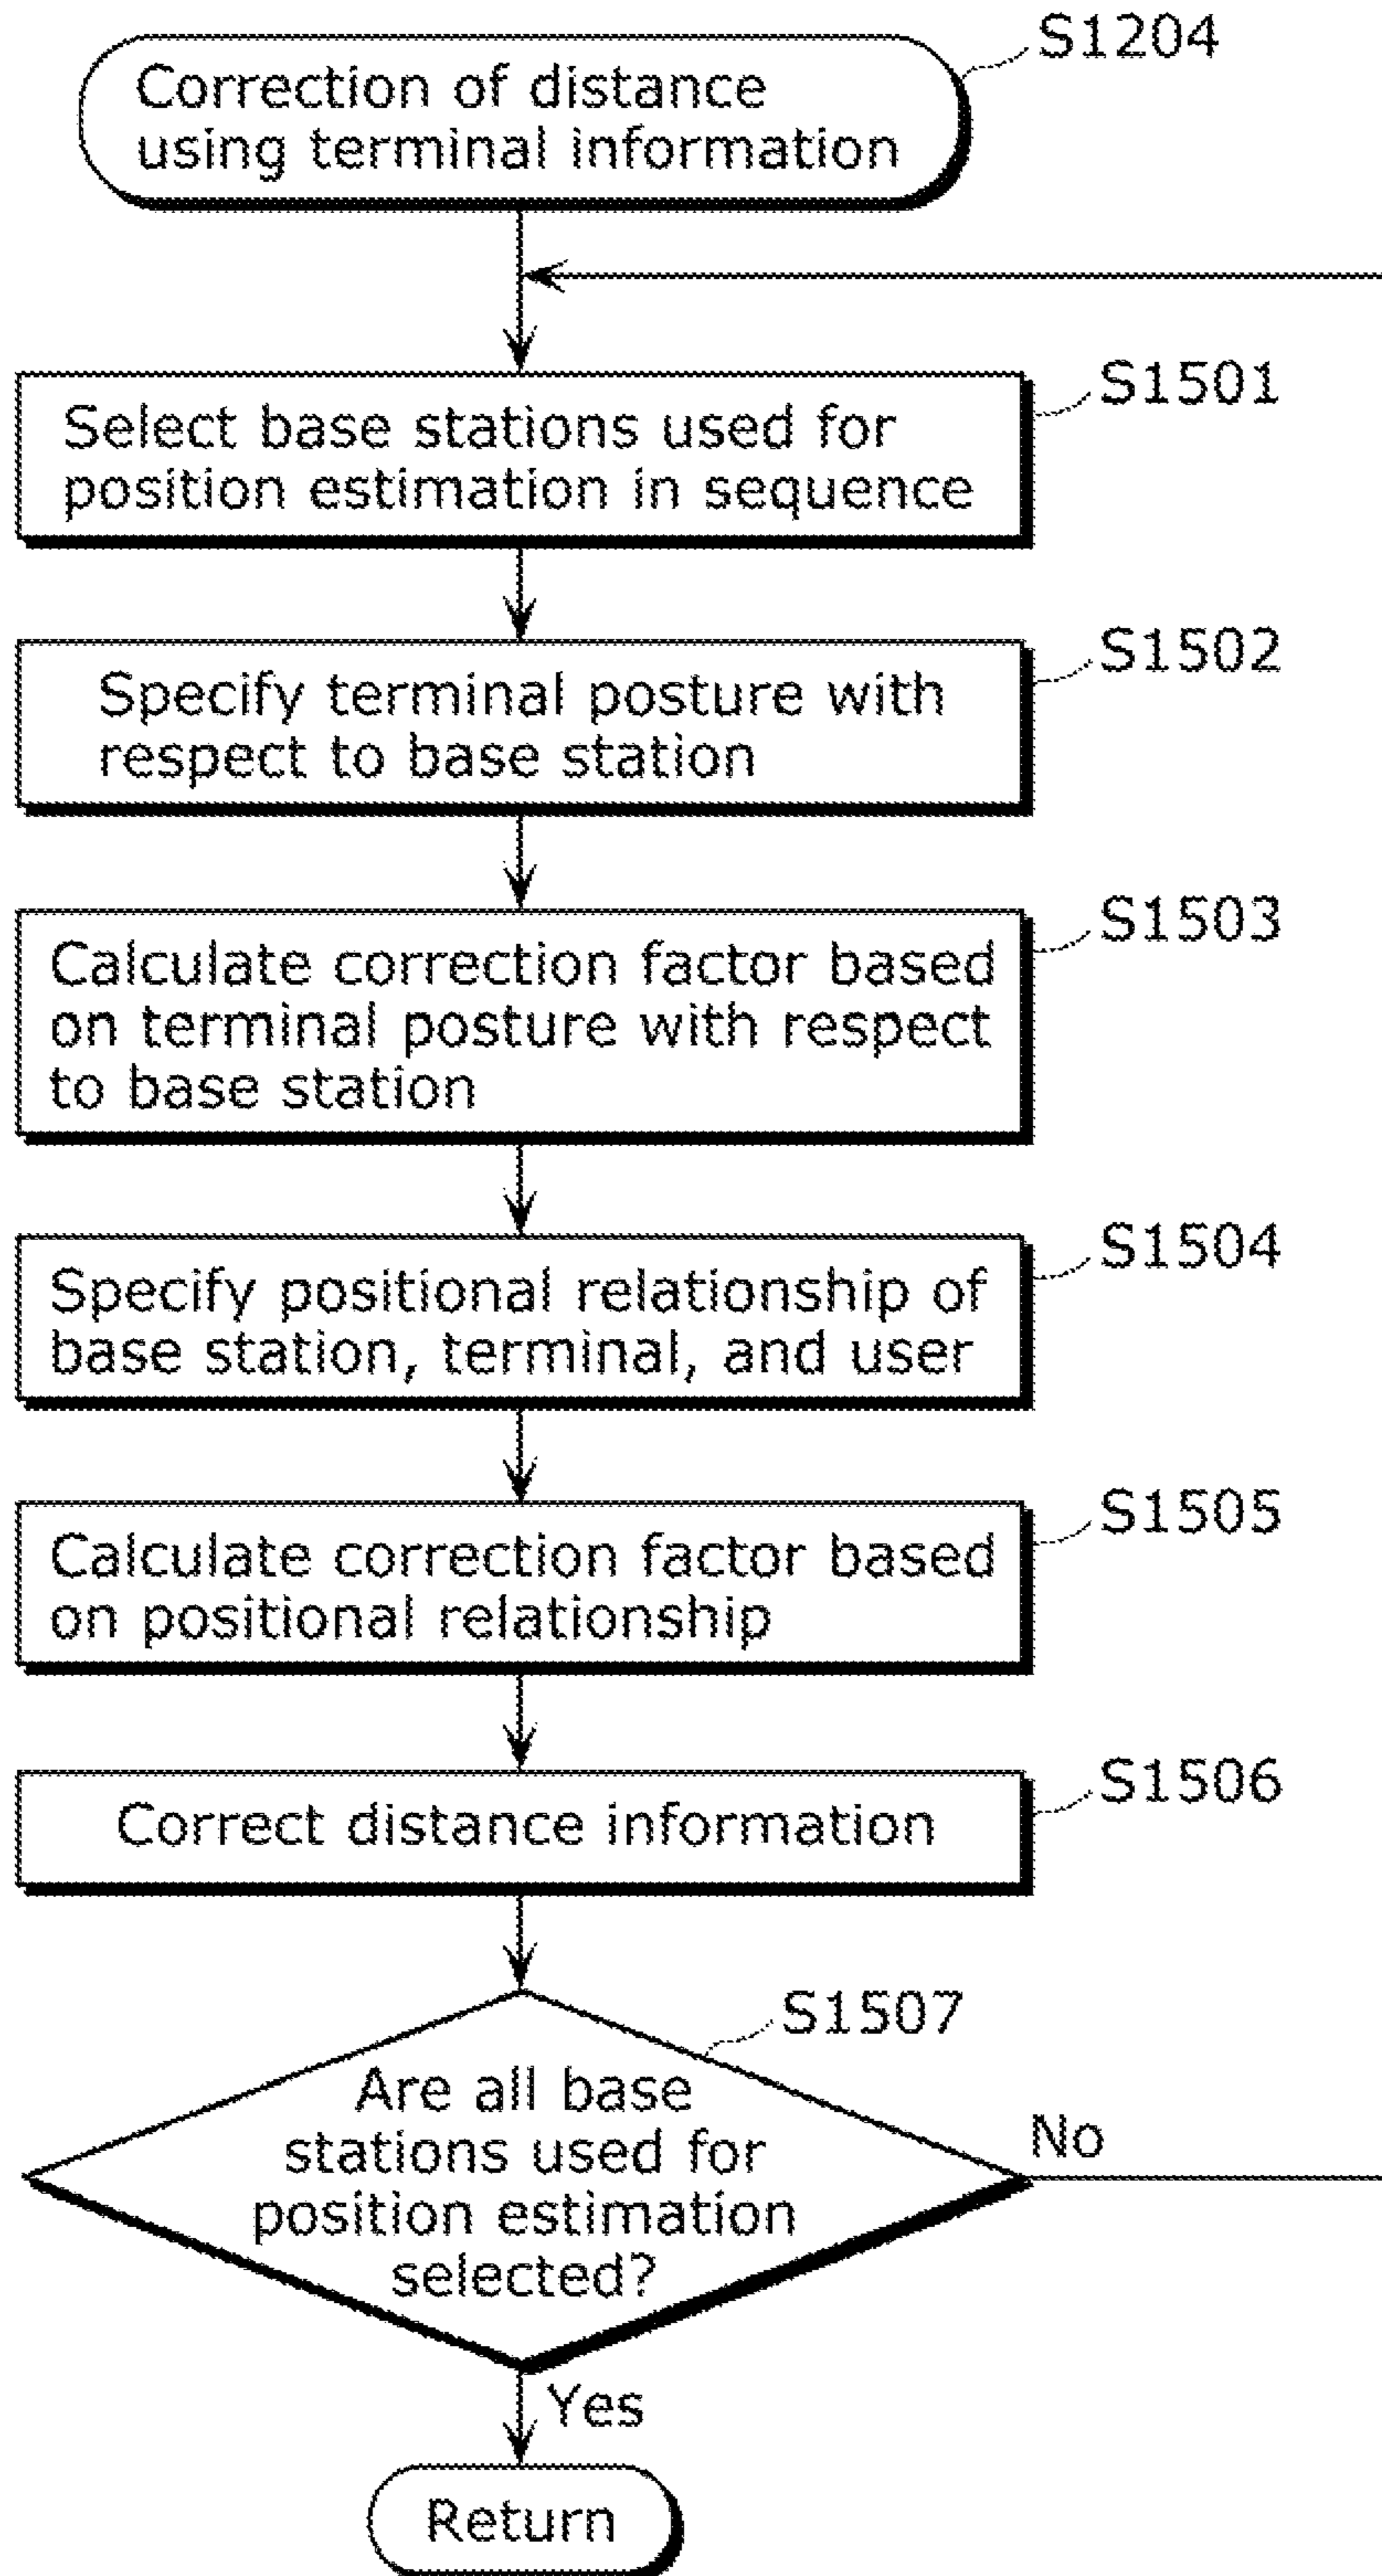 S1204
Correction of distance
using terminal information
S1501
Select base stations used for
position estimation in sequence
S1502
Specify terminal posture with
respect to base station
S1503
Calculate correction factor based
on terminal posture with respect
to base station
S1504
Specify positional relationship of
base station, terminal, and user
S1505
Calculate correction factor based
on positional relationship
S1506
Correct distance information
S1507
Are all base
stations used for
position estimation
selected?
No
Yes
Return